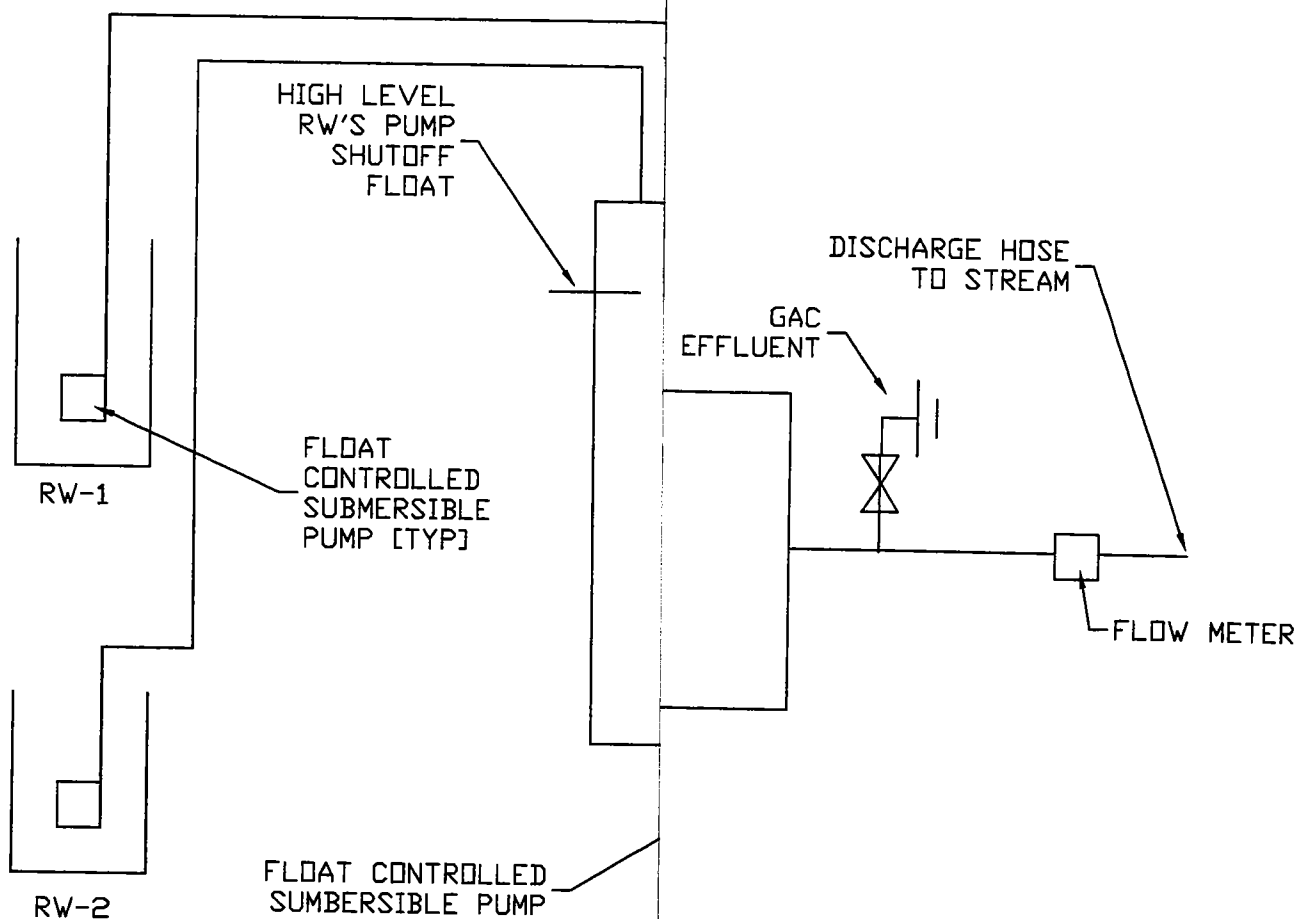 HIGH LEVEL
RW'S PUMP
SHUTOFF
FLOAT
DISCHARGE HOSE
TO STREAM
GAC
EFFLUENT
FLOAT
CONTROLLED
SUBMERSIBLE
PUMP [TYP]
RW-1
FLOW METER
FLOAT CONTROLLED
SUMBERSIBLE PUMP
RW-2